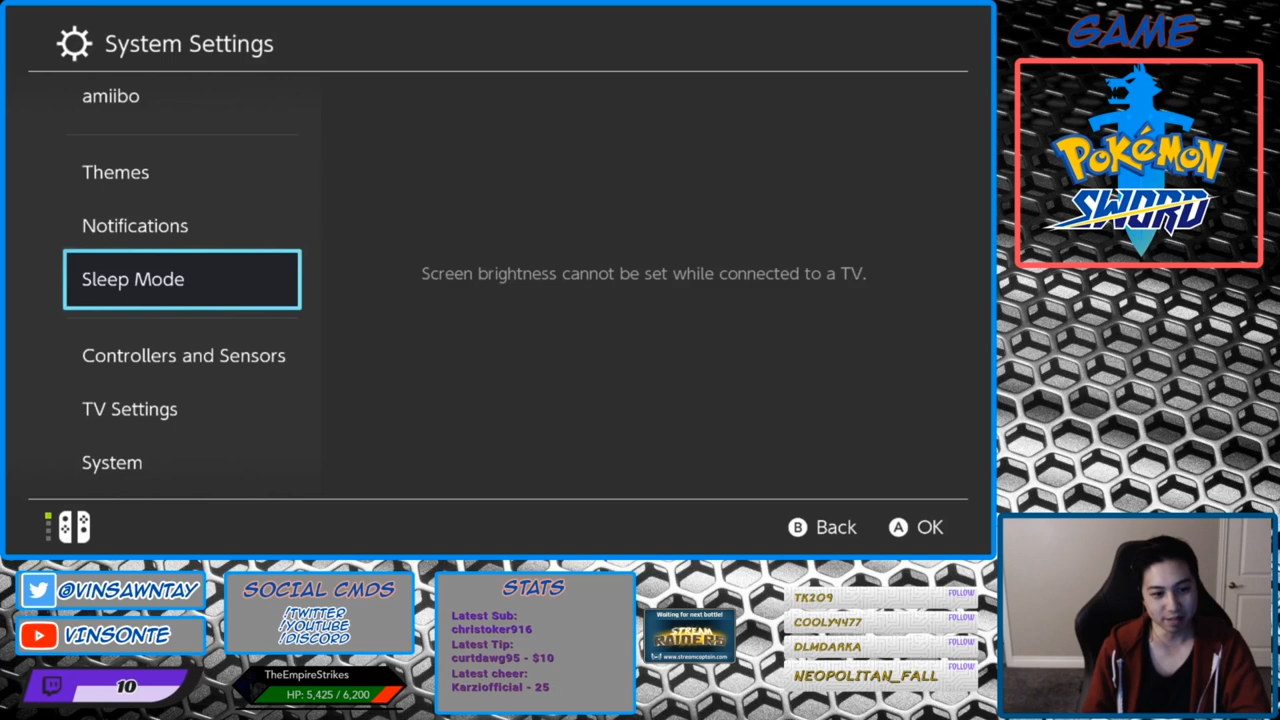 System Settings
amiibo
Themes
Notifications
Sleep Mode
Controllers and Sensors
TV Settings
System
Screen brightness cannot be set while connected to a TV.
B Back A OK
GAME
POKÉMON
SWORD
@VINSAWNTAY
VINSONTE
10
SOCIAL CMDS
/TWITTER
/YOUTUBE
/DISCORD
TheEmpireStrikes
HP: 5,425 / 6,200
STATS
Latest Sub:
christoker916
Latest Tip:
curtdawg95 - $10
Latest cheer:
Karziofficial - 25
Waiting for next battle!
STREAM
RAIDERS
www.streamcaptain.com
TK2O9 FOLLOW
COOLY4477 FOLLOW
DLMDARKA FOLLOW
NEOPOLITAN_FALL FOLLOW